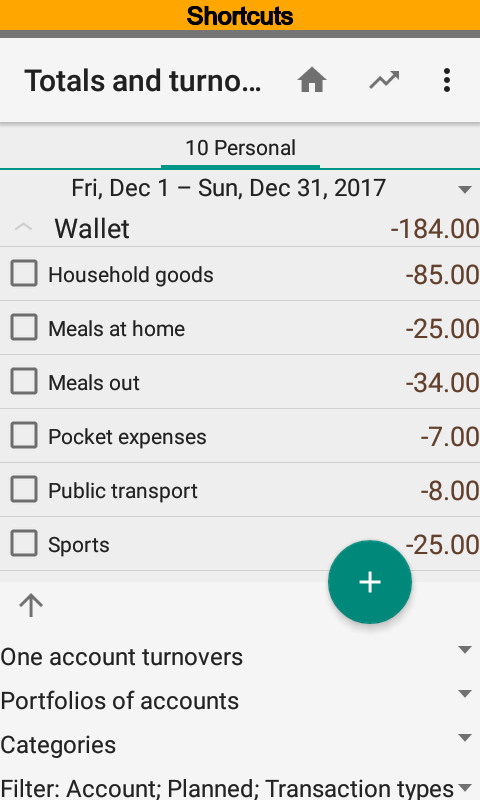 Shortcuts
Totals and turno...
10 Personal
Fri, Dec 1 – Sun, Dec 31, 2017
Wallet -184.00
Household goods -85.00
Meals at home -25.00
Meals out -34.00
Pocket expenses -7.00
Public transport -8.00
Sports -25.00
One account turnovers
Portfolios of accounts
Categories
Filter: Account; Planned; Transaction types